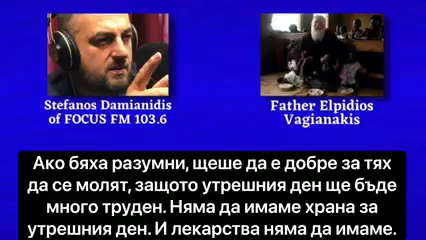 Stefanos Damianidis
of FOCUS FM 103.6
Father Elpidios
Vagianakis
Ако бяха разумни, щеше да е добре за тях
да се молят, защото утрешния ден ще бъде
много труден. Няма да имаме храна за
утрешния ден. И лекарства няма да имаме.